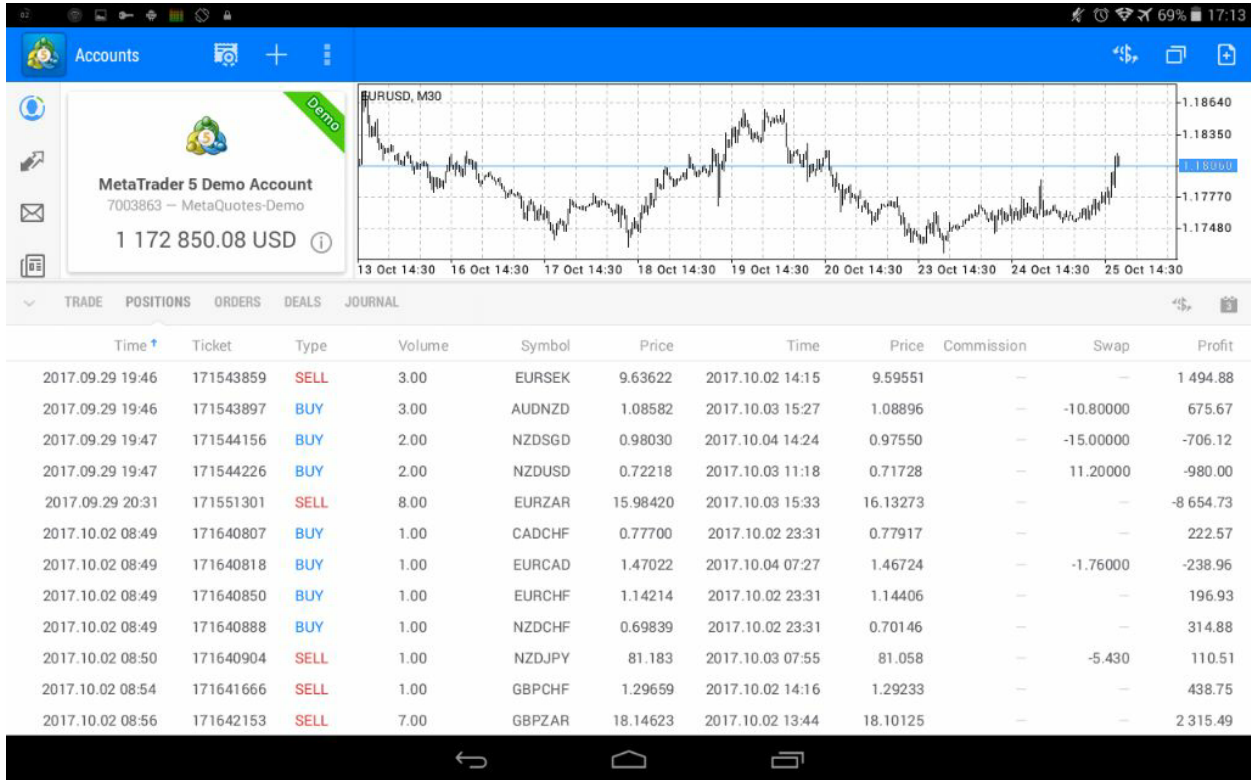 69% 17:13
Accounts
EURUSD, M30
1.18640
1.18350
1.18060
1.17770
1.17480
Demo
MetaTrader 5 Demo Account
7003863 — MetaQuotes-Demo
1 172 850.08 USD
13 Oct 14:30 16 Oct 14:30 17 Oct 14:30 18 Oct 14:30 19 Oct 14:30 20 Oct 14:30 23 Oct 14:30 24 Oct 14:30 25 Oct 14:30
TRADE POSITIONS ORDERS DEALS JOURNAL
Time Ticket Type Volume Symbol Price Time Price Commission Swap Profit
2017.09.29 19:46 171543859 SELL 3.00 EURSEK 9.63622 2017.10.02 14:15 9.59551 — — 1 494.88
2017.09.29 19:46 171543897 BUY 3.00 AUDNZD 1.08582 2017.10.03 15:27 1.08896 — -10.80000 675.67
2017.09.29 19:47 171544156 BUY 2.00 NZDSGD 0.98030 2017.10.04 14:24 0.97550 — -15.00000 -706.12
2017.09.29 19:47 171544226 BUY 2.00 NZDUSD 0.72218 2017.10.03 11:18 0.71728 — 11.20000 -980.00
2017.09.29 20:31 171551301 SELL 8.00 EURZAR 15.98420 2017.10.03 15:33 16.13273 — — -8 654.73
2017.10.02 08:49 171640807 BUY 1.00 CADCHF 0.77700 2017.10.02 23:31 0.77917 — — 222.57
2017.10.02 08:49 171640818 BUY 1.00 EURCAD 1.47022 2017.10.04 07:27 1.46724 — -1.76000 -238.96
2017.10.02 08:49 171640850 BUY 1.00 EURCHF 1.14214 2017.10.02 23:31 1.14406 — — 196.93
2017.10.02 08:49 171640888 BUY 1.00 NZDCHF 0.69839 2017.10.02 23:31 0.70146 — — 314.88
2017.10.02 08:50 171640904 SELL 1.00 NZDJPY 81.183 2017.10.03 07:55 81.058 — -5.430 110.51
2017.10.02 08:54 171641666 SELL 1.00 GBPCHF 1.29659 2017.10.02 14:16 1.29233 — — 438.75
2017.10.02 08:56 171642153 SELL 7.00 GBPZAR 18.14623 2017.10.02 13:44 18.10125 — — 2 315.49